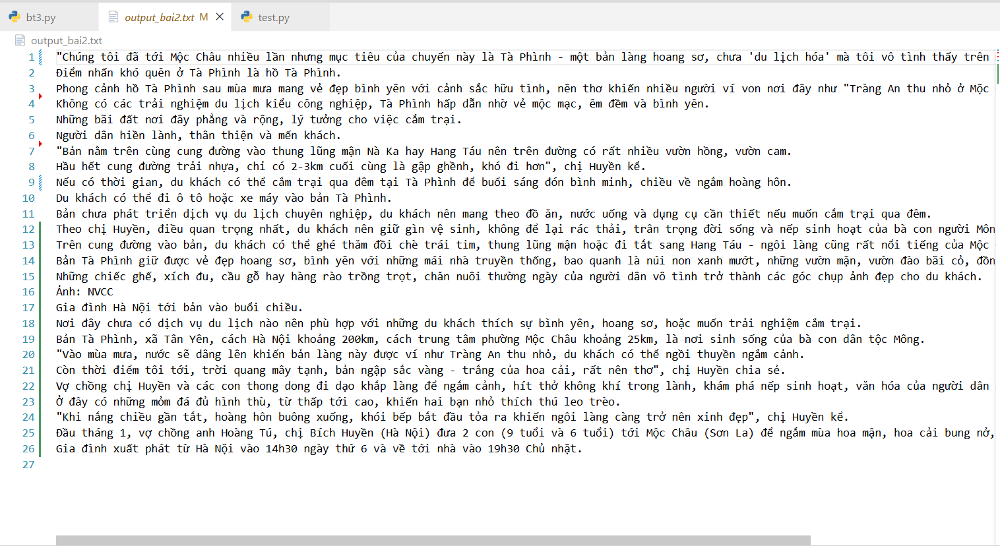 bt3.py output_bai2.txt M test.py
output_bai2.txt
1 "Chúng tôi đã tới Mộc Châu nhiều lần nhưng mục tiêu của chuyến này là Tà Phình - một bản làng hoang sơ, chưa 'du lịch hóa' mà tôi vô tình thấy trên
2 Điểm nhấn khó quên ở Tà Phình là hồ Tà Phình.
3 Phong cảnh hồ Tà Phình sau mùa mưa mang vẻ đẹp bình yên với cảnh sắc hữu tình, nên thơ khiến nhiều người ví von nơi đây như "Tràng An thu nhỏ ở Mộc
4 Không có các trải nghiệm du lịch kiểu công nghiệp, Tà Phình hấp dẫn nhờ vẻ mộc mạc, êm đềm và bình yên.
5 Những bãi đất nơi đây phẳng và rộng, lý tưởng cho việc cắm trại.
6 Người dân hiền lành, thân thiện và mến khách.
7 "Bản nằm trên cùng cung đường vào thung lũng mận Nà Ka hay Hang Táu nên trên đường có rất nhiều vườn hồng, vườn cam.
8 Hầu hết cung đường trải nhựa, chỉ có 2-3km cuối cùng là gập ghềnh, khó đi hơn", chị Huyền kể.
9 Nếu có thời gian, du khách có thể cắm trại qua đêm tại Tà Phình để buổi sáng đón bình minh, chiều về ngắm hoàng hôn.
10 Du khách có thể đi ô tô hoặc xe máy vào bản Tà Phình.
11 Bản chưa phát triển dịch vụ du lịch chuyên nghiệp, du khách nên mang theo đồ ăn, nước uống và dụng cụ cần thiết nếu muốn cắm trại qua đêm.
12 Theo chị Huyền, điều quan trọng nhất, du khách nên giữ gìn vệ sinh, không để lại rác thải, trân trọng đời sống và nếp sinh hoạt của bà con người Môn
13 Trên cung đường vào bản, du khách có thể ghé thăm đồi chè trái tim, thung lũng mận hoặc đi tắt sang Hang Táu - ngôi làng cũng rất nổi tiếng của Mộc
14 Bản Tà Phình giữ được vẻ đẹp hoang sơ, bình yên với những mái nhà truyền thống, bao quanh là núi non xanh mướt, những vườn mận, vườn đào bãi cỏ, đồn
15 Những chiếc ghế, xích đu, cầu gỗ hay hàng rào trồng trọt, chăn nuôi thường ngày của người dân vô tình trở thành các góc chụp ảnh đẹp cho du khách.
16 Ảnh: NVCC
17 Gia đình Hà Nội tới bản vào buổi chiều.
18 Nơi đây chưa có dịch vụ du lịch nào nên phù hợp với những du khách thích sự bình yên, hoang sơ, hoặc muốn trải nghiệm cắm trại.
19 Bản Tà Phình, xã Tân Yên, cách Hà Nội khoảng 200km, cách trung tâm phường Mộc Châu khoảng 25km, là nơi sinh sống của bà con dân tộc Mông.
20 "Vào mùa mưa, nước sẽ dâng lên khiến bản làng này được ví như Tràng An thu nhỏ, du khách có thể ngồi thuyền ngắm cảnh.
21 Còn thời điểm tôi tới, trời quang mây tạnh, bản ngập sắc vàng - trắng của hoa cải, rất nên thơ", chị Huyền chia sẻ.
22 Vợ chồng chị Huyền và các con thong dong đi dạo khắp làng để ngắm cảnh, hít thở không khí trong lành, khám phá nếp sinh hoạt, văn hóa của người dân
23 Ở đây có những mỏm đá đủ hình thù, từ thấp tới cao, khiến hai bạn nhỏ thích thú leo trèo.
24 "Khi nắng chiều gần tắt, hoàng hôn buông xuống, khói bếp bắt đầu tỏa ra khiến ngôi làng càng trở nên xinh đẹp", chị Huyền kể.
25 Đầu tháng 1, vợ chồng anh Hoàng Tú, chị Bích Huyền (Hà Nội) đưa 2 con (9 tuổi và 6 tuổi) tới Mộc Châu (Sơn La) để ngắm mùa hoa mận, hoa cải bung nở,
26 Gia đình xuất phát từ Hà Nội vào 14h30 ngày thứ 6 và về tới nhà vào 19h30 Chủ nhật.
27